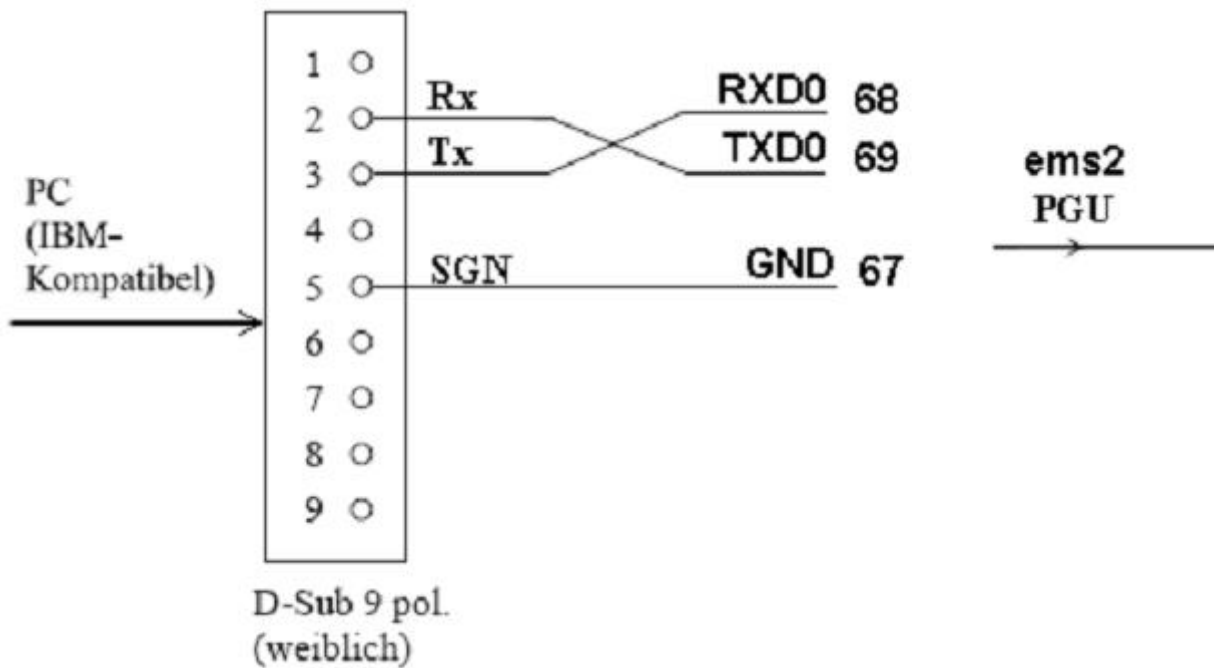 1
2
3
4
5
6
7
8
9
Rx
Tx
SGN
RXD0 68
TXD0 69
GND 67
PC
(IBM-
Kompatibel)
ems2
PGU
D-Sub 9 pol.
(weiblich)